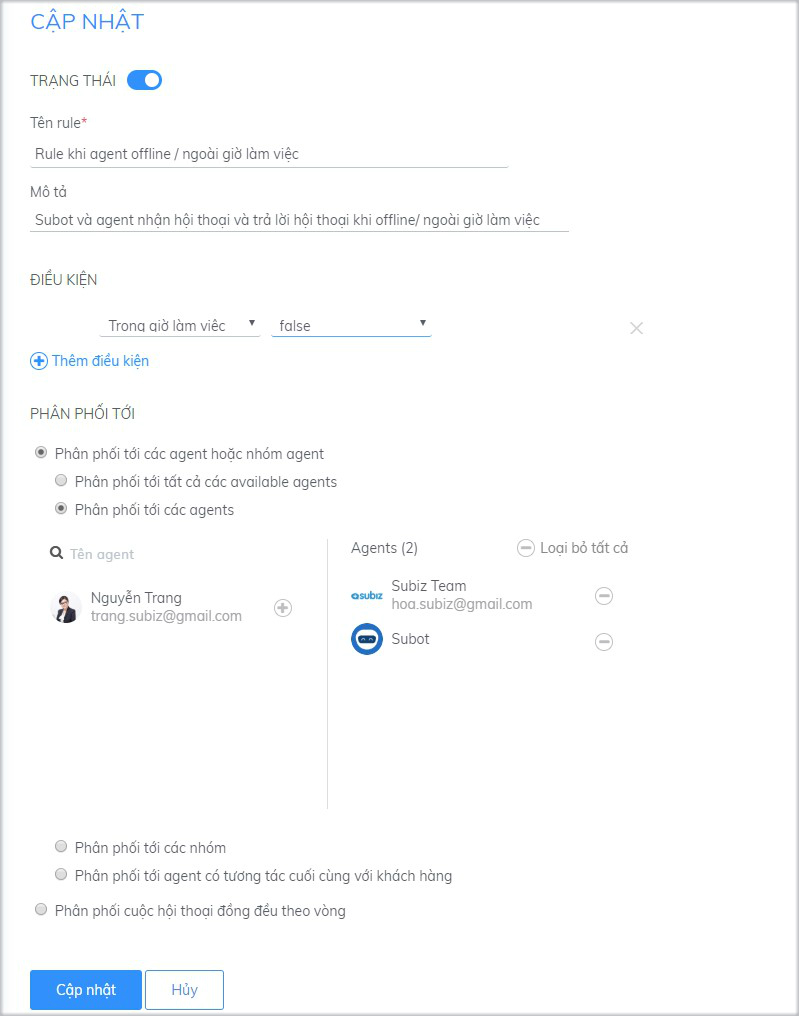 CẬP NHẬT
TRẠNG THÁI
Tên rule*
Rule khi agent offline / ngoài giờ làm việc
Mô tả
Subot và agent nhận hội thoại và trả lời hội thoại khi offline/ ngoài giờ làm việc
ĐIỀU KIỆN
Trong giờ làm việc false
Thêm điều kiện
PHÂN PHỐI TỚI
Phân phối tới các agent hoặc nhóm agent
Phân phối tới tất cả các available agents
Phân phối tới các agents
Tên agent
Nguyễn Trang
trang.subiz@gmail.com
Agents (2) Loại bỏ tất cả
subiz
Subiz Team
hoa.subiz@gmail.com
Subot
Phân phối tới các nhóm
Phân phối tới agent có tương tác cuối cùng với khách hàng
Phân phối cuộc hội thoại đồng đều theo vòng
Cập nhật Hủy